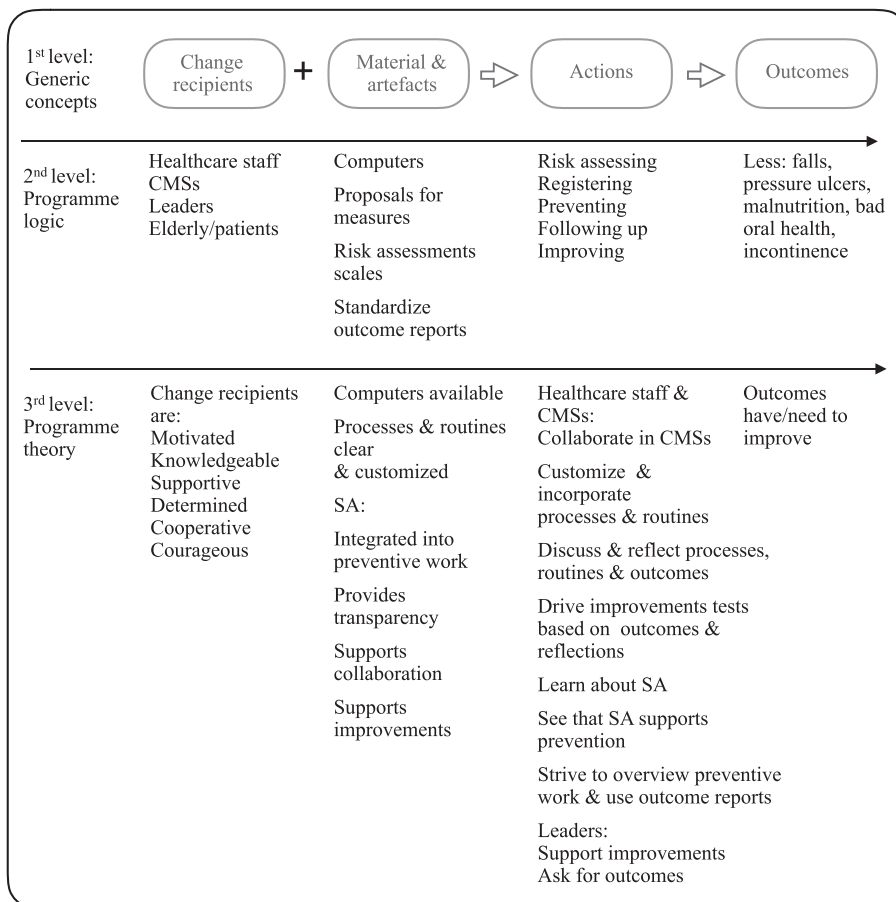 1st level:
Generic
concepts
Change
recipients
+
Material &
artefacts
Actions
Outcomes
2nd level:
Programme
logic
Healthcare staff
CMSs
Leaders
Elderly/patients
Computers
Proposals for
measures
Risk assessments
scales
Standardize
outcome reports
Risk assessing
Registering
Preventing
Following up
Improving
Less: falls,
pressure ulcers,
malnutrition, bad
oral health,
incontinence
3rd level:
Programme
theory
Change recipients
are:
Motivated
Knowledgeable
Supportive
Determined
Cooperative
Courageous
Computers available
Processes & routines
clear
& customized
SA:
Integrated into
preventive work
Provides
transparency
Supports
collaboration
Supports
improvements
Healthcare staff &
CMSs:
Collaborate in CMSs
Customize &
incorporate
processes & routines
Discuss & reflect processes,
routines & outcomes
Drive improvements tests
based on outcomes &
reflections
Learn about SA
See that SA supports
prevention
Strive to overview preventive
work & use outcome reports
Leaders:
Support improvements
Ask for outcomes
Outcomes
have/need to
improve